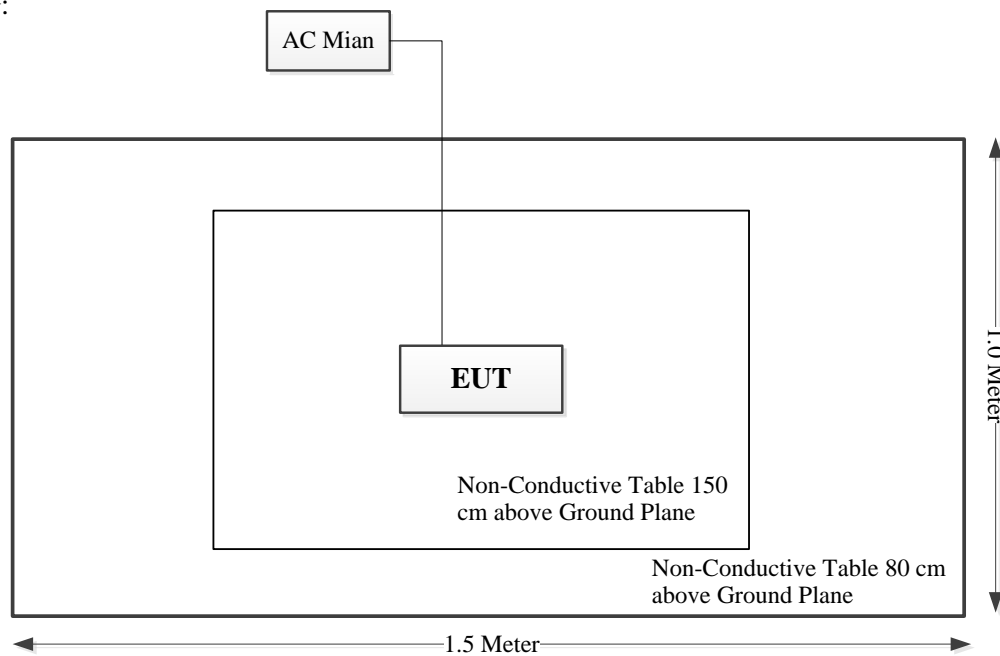 :
AC Mian
EUT
1.0 Meter
Non-Conductive Table 150
cm above Ground Plane
Non-Conductive Table 80 cm
above Ground Plane
1.5 Meter